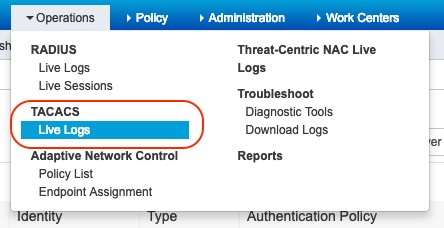 Operations
Policy
Administration
Work Centers
RADIUS
Live Logs
Live Sessions
TACACS
Live Logs
Adaptive Network Control
Policy List
Endpoint Assignment
Threat-Centric NAC Live
Logs
Troubleshoot
Diagnostic Tools
Download Logs
Reports
Identity
Type
Authentication Policy